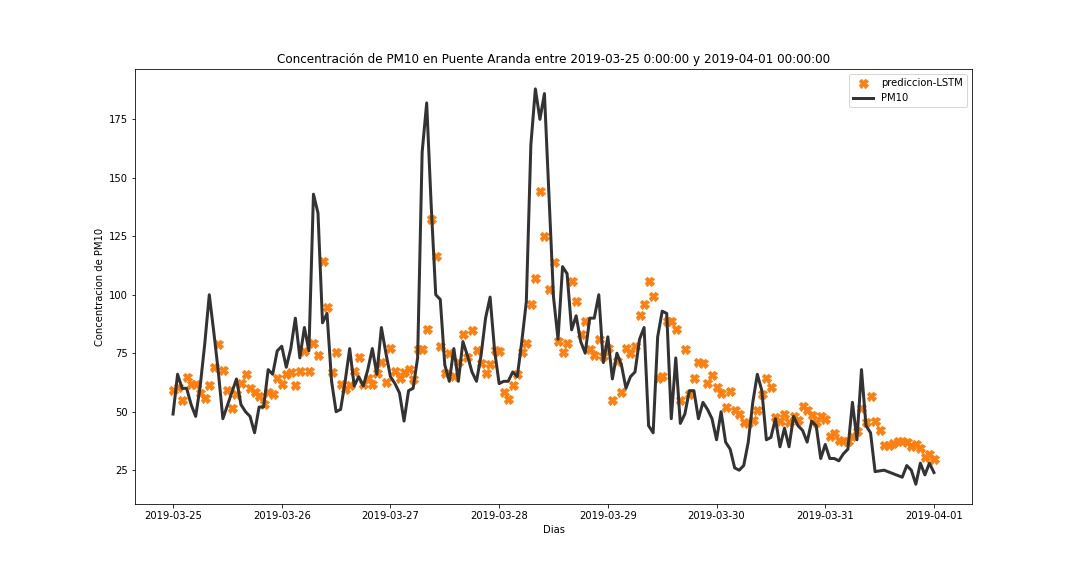 Concentración de PM10 en Puente Aranda entre 2019-03-25 0:00:00 y 2019-04-01 00:00:00
prediccion-LSTM
PM10
175
150
125
100
75
50
25
Concentracion de PM10
2019-03-25 2019-03-26 2019-03-27 2019-03-28 2019-03-29 2019-03-30 2019-03-31 2019-04-01
Dias